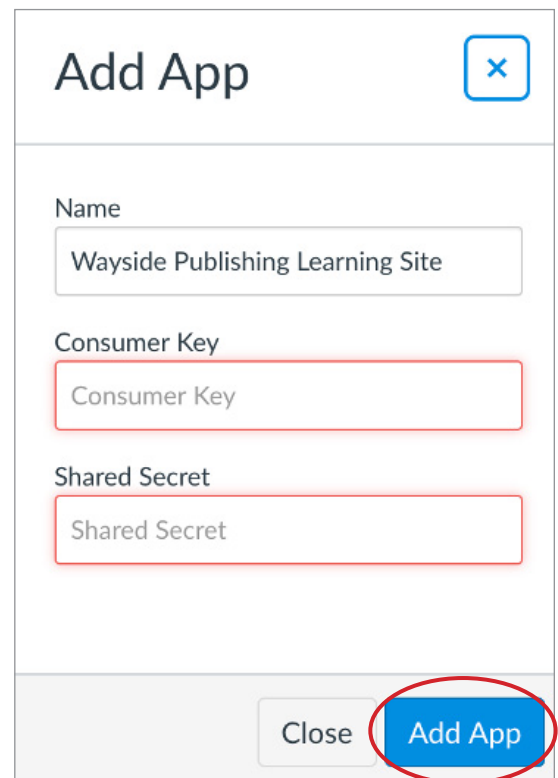 Add App
×
Name
Wayside Publishing Learning Site
Consumer Key
Consumer Key
Shared Secret
Shared Secret
Close
Add App